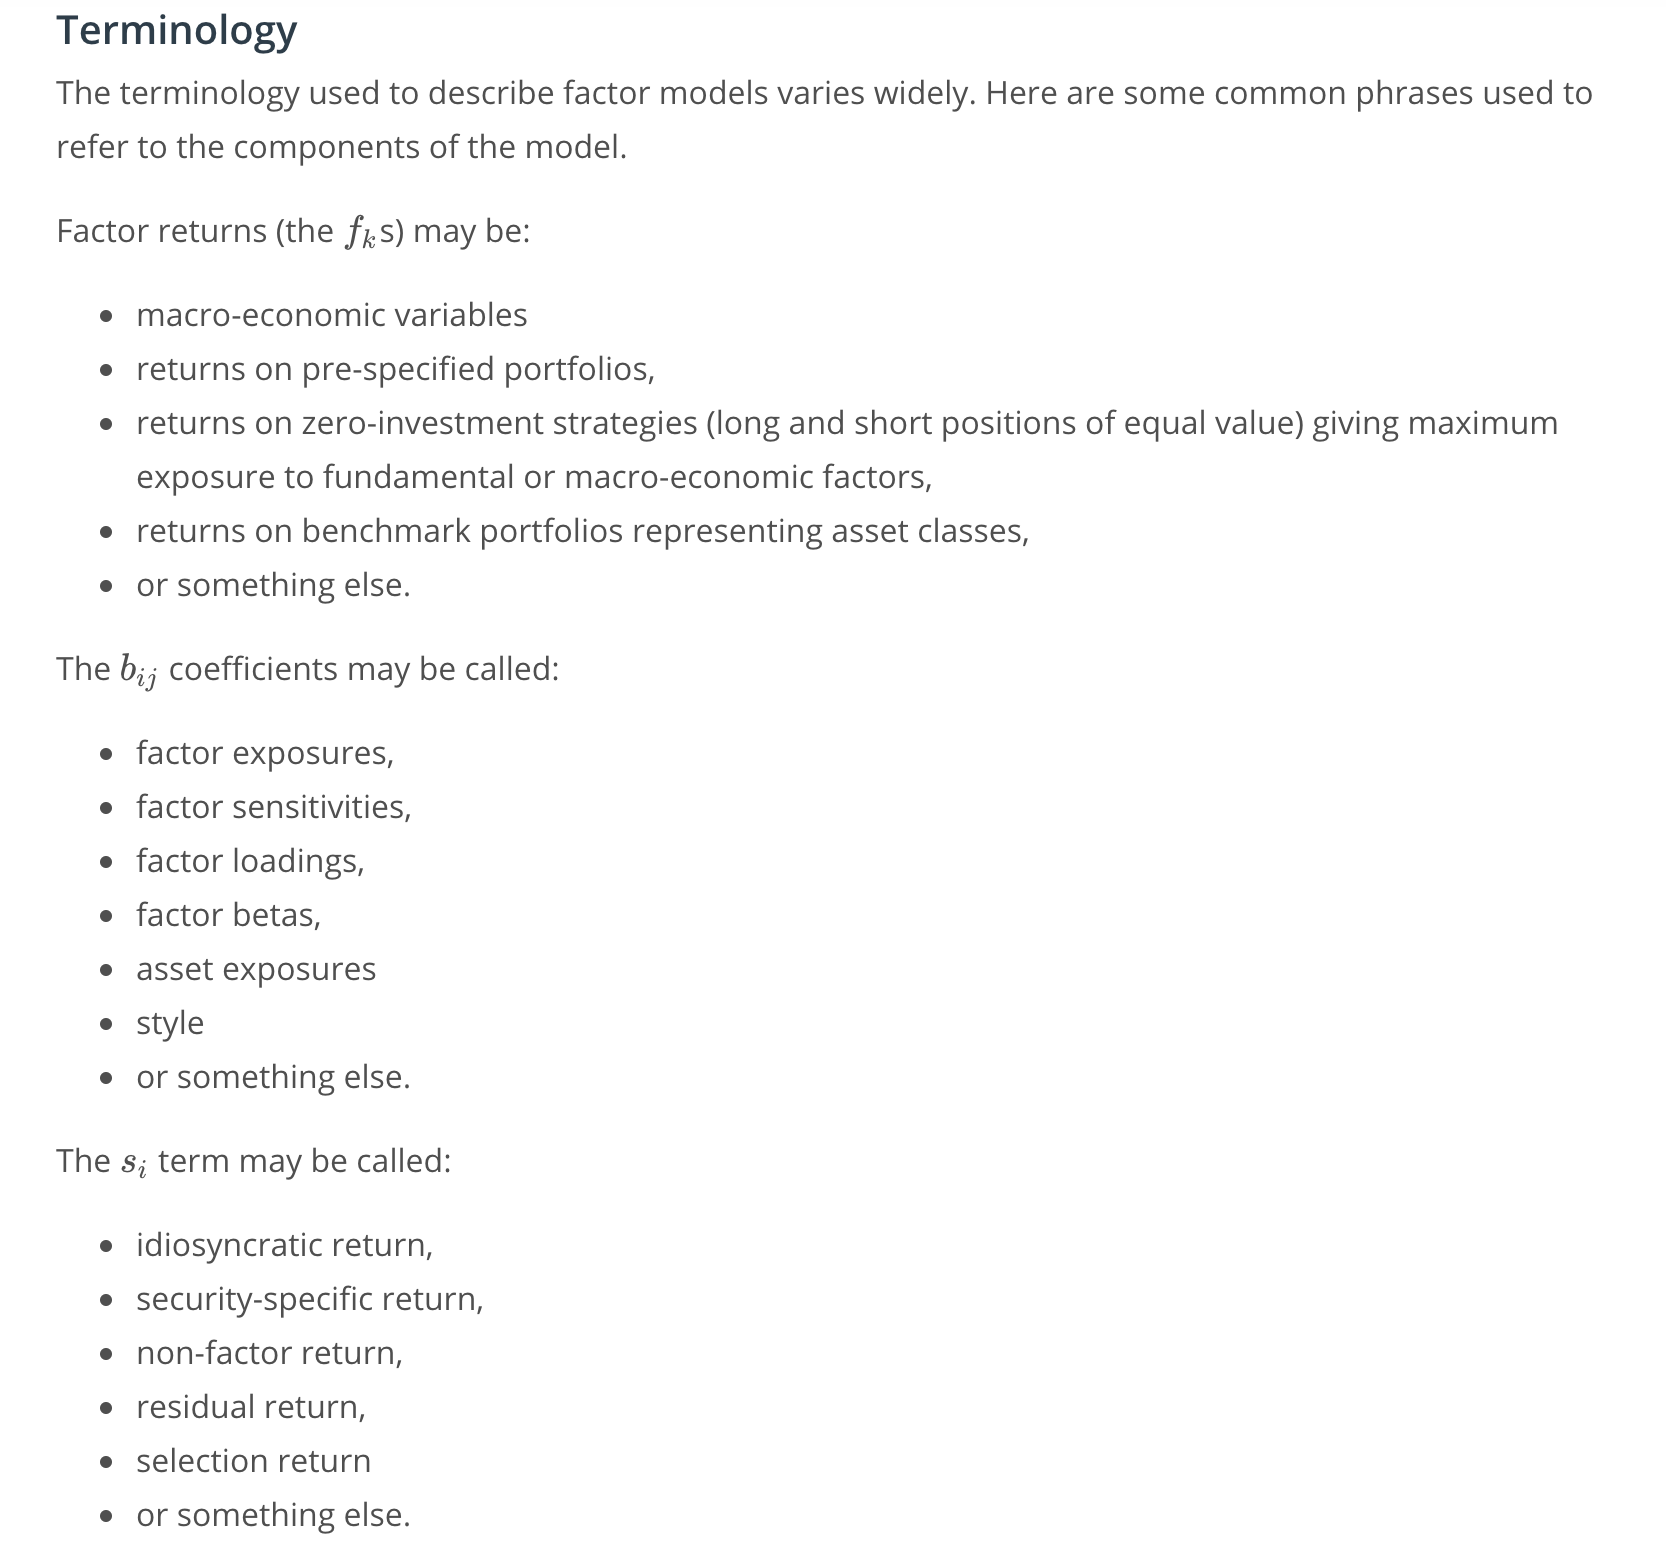 Terminology
The terminology used to describe factor models varies widely. Here are some common phrases used to
refer to the components of the model.
Factor returns (the f_k s) may be:
• macro-economic variables
• returns on pre-specified portfolios,
• returns on zero-investment strategies (long and short positions of equal value) giving maximum
exposure to fundamental or macro-economic factors,
• returns on benchmark portfolios representing asset classes,
• or something else.
The b_{ij} coefficients may be called:
• factor exposures,
• factor sensitivities,
• factor loadings,
• factor betas,
• asset exposures
• style
• or something else.
The s_i term may be called:
• idiosyncratic return,
• security-specific return,
• non-factor return,
• residual return,
• selection return
• or something else.